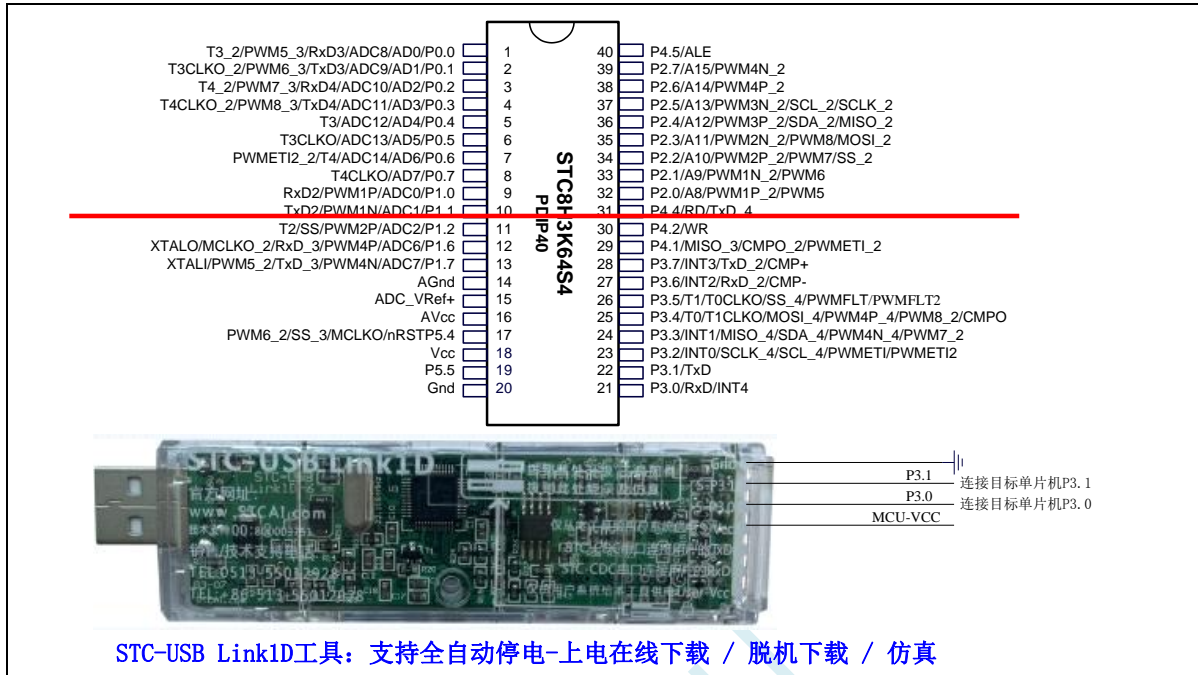 T3_2/PWM5_3/RxD3/ADC8/AD0/P0.0 1 40 P4.5/ALE
T3CLKO_2/PWM6_3/TxD3/ADC9/AD1/P0.1 2 39 P2.7/A15/PWM4N_2
T4_2/PWM7_3/RxD4/ADC10/AD2/P0.2 3 38 P2.6/A14/PWM4P_2
T4CLKO_2/PWM8_3/TxD4/ADC11/AD3/P0.3 4 37 P2.5/A13/PWM3N_2/SCL_2/SCLK_2
T3/ADC12/AD4/P0.4 5 36 P2.4/A12/PWM3P_2/SDA_2/MISO_2
T3CLKO/ADC13/AD5/P0.5 6 35 P2.3/A11/PWM2N_2/PWM8/MOSI_2
PWMETI2_2/T4/ADC14/AD6/P0.6 7 34 P2.2/A10/PWM2P_2/PWM7/SS_2
T4CLKO/AD7/P0.7 8 33 P2.1/A9/PWM1N_2/PWM6
RxD2/PWM1P/ADC0/P1.0 9 32 P2.0/A8/PWM1P_2/PWM5
TxD2/PWM1N/ADC1/P1.1 10 31 P4.4/RD/TxD_4
T2/SS/PWM2P/ADC2/P1.2 11 30 P4.2/WR
XTALO/MCLKO_2/RxD_3/PWM4P/ADC6/P1.6 12 29 P4.1/MISO_3/CMPO_2/PWMETI_2
XTALI/PWM5_2/TxD_3/PWM4N/ADC7/P1.7 13 28 P3.7/INT3/TxD_2/CMP+
AGnd 14 27 P3.6/INT2/RxD_2/CMP-
ADC_VRef+ 15 26 P3.5/T1/T0CLKO/SS_4/PWMFLT/PWMFLT2
AVcc 16 25 P3.4/T0/T1CLKO/MOSI_4/PWM4P_4/PWM8_2/CMPO
PWM6_2/SS_3/MCLKO/nRSTP5.4 17 24 P3.3/INT1/MISO_4/SDA_4/PWM4N_4/PWM7_2
Vcc 18 23 P3.2/INT0/SCLK_4/SCL_4/PWMETI/PWMETI2
P5.5 19 22 P3.1/TxD
Gnd 20 21 P3.0/RxD/INT4
STC8H3K64S4
PDIP40
STC-USB Link1D
官方网址:
www.STCAI.com
TEL:0513-55012928
Gnd
P3.1 连接目标单片机P3.1
P3.0 连接目标单片机P3.0
MCU-VCC
STC-USB Link1D工具: 支持全自动停电-上电在线下载 / 脱机下载 / 仿真